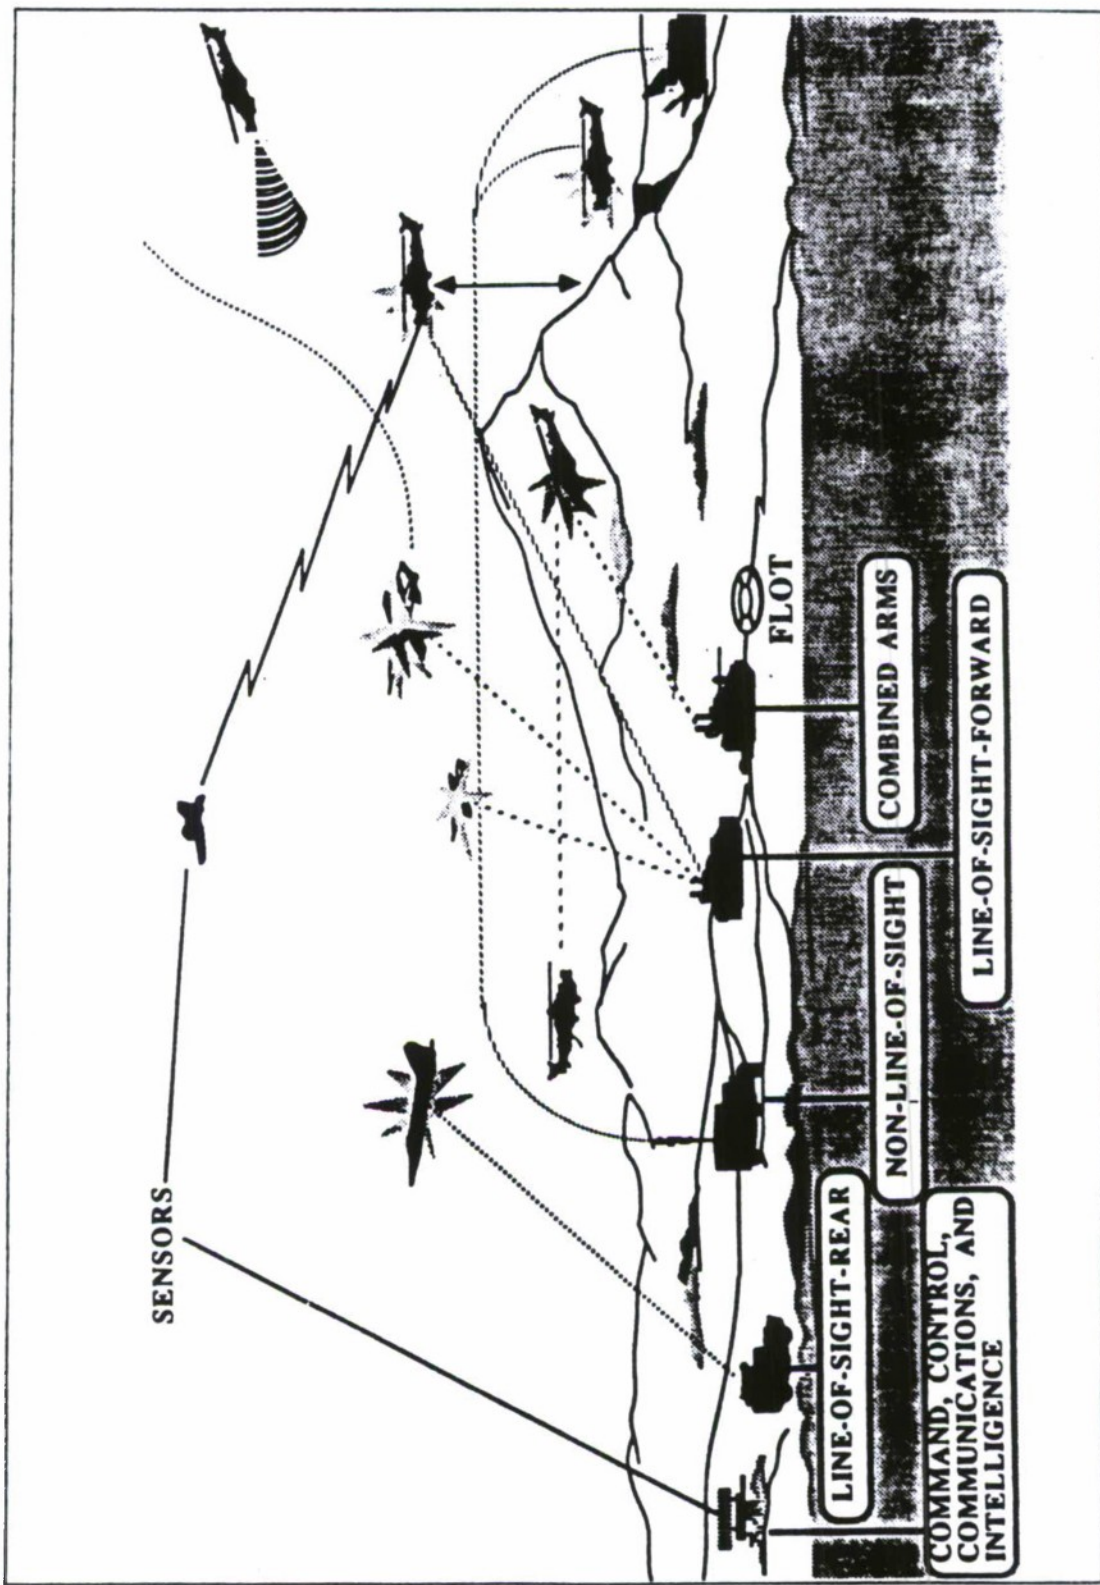 SENSORS
FLOT
COMBINED ARMS
LINE-OF-SIGHT-FORWARD
NON-LINE-OF-SIGHT
LINE-OF-SIGHT-REAR
COMMAND, CONTROL,
COMMUNICATIONS, AND
INTELLIGENCE